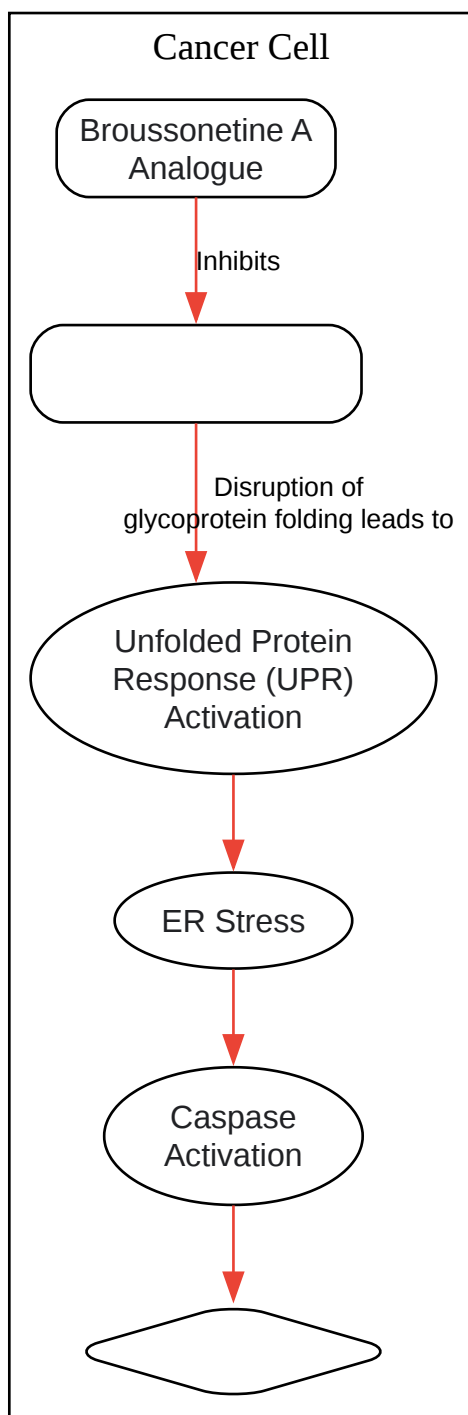 Cancer Cell
Broussonetine A
Analogue
Inhibits
Disruption of
glycoprotein folding leads to
Unfolded Protein
Response (UPR)
Activation
ER Stress
Caspase
Activation